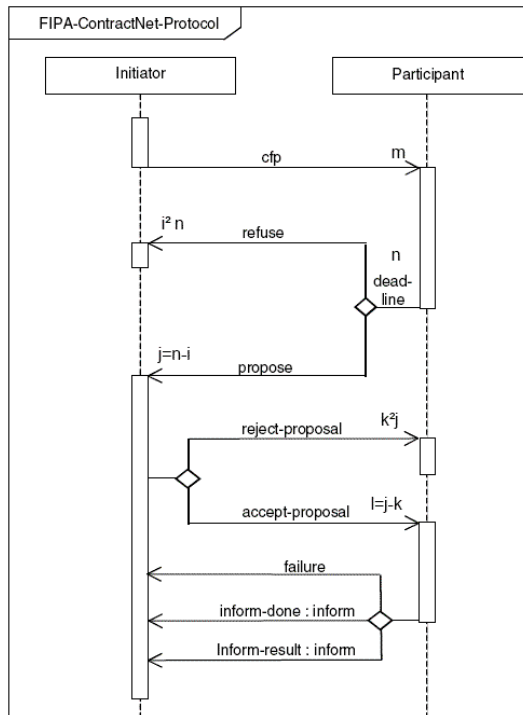 FIPA-ContractNet-Protocol
Initiator
Participant
cfp
m
i² n
refuse
n
dead-
line
j=n-i
propose
reject-proposal
k²j
accept-proposal
l=j-k
failure
inform-done : inform
Inform-result : inform